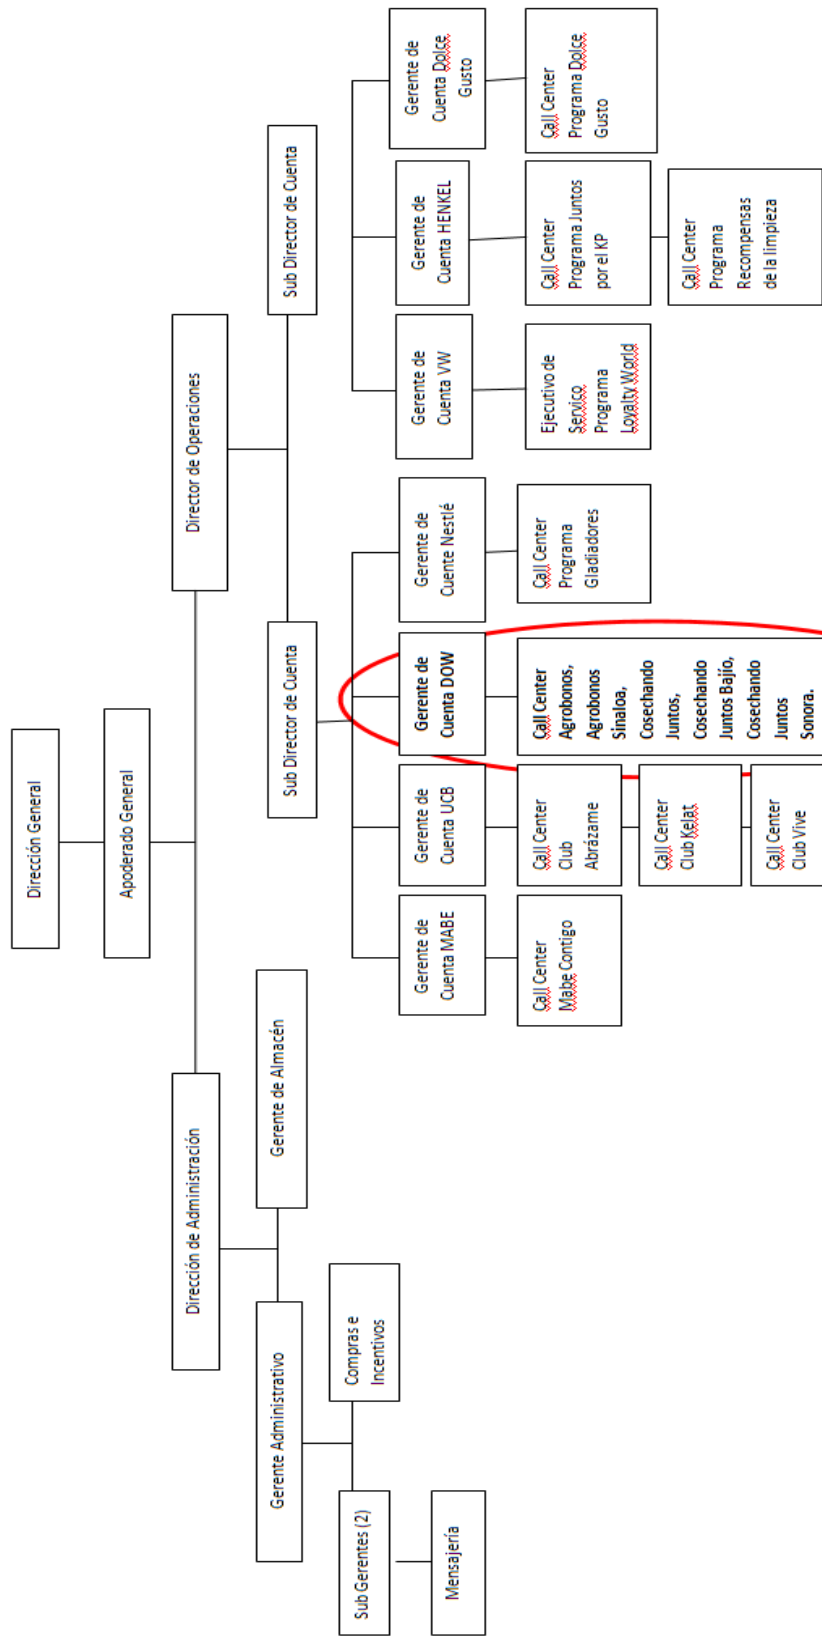 Dirección General
Apoderado General
Dirección de Administración
Director de Operaciones
Gerente Administrativo
Gerente de Almacén
Sub Director de Cuenta
Sub Director de Cuenta
Sub Gerentes (2)
Compras e
Incentivos
Mensajería
Gerente de
Cuenta MABE
Gerente de
Cuenta UCB
Gerente de
Cuenta DOW
Gerente de
Cuente Nestlé
Gerente de
Cuenta VW
Gerente de
Cuenta HENKEL
Gerente de
Cuenta Dolce
Gusto
Call Center
Mabe Contigo
Call Center
Club
Abrázame
Call Center
Club Kelat
Call Center
Club Vive
Call Center
Agrobonos,
Agrobonos
Sinaloa,
Cosechando
Juntos,
Cosechando
Juntos Bajío,
Cosechando
Juntos
Sonora.
Call Center
Programa
Gladiadores
Ejecutivo de
Servico
Programa
Loyalty World
Call Center
Programa Juntos
por el KP
Call Center
Programa
Recompensas
de la limpieza
Call Center
Programa Dolce
Gusto